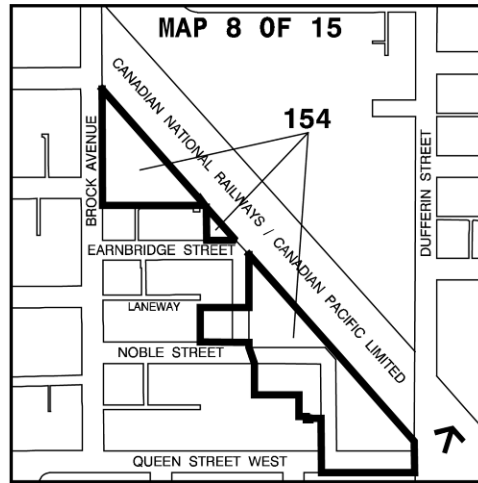 MAP 8 OF 15
CANADIAN NATIONAL RAILWAYS / CANADIAN PACIFIC LIMITED
154
BROCK AVENUE
DUFFERIN STREET
EARNBRIDGE STREET
LANEWAY
NOBLE STREET
QUEEN STREET WEST